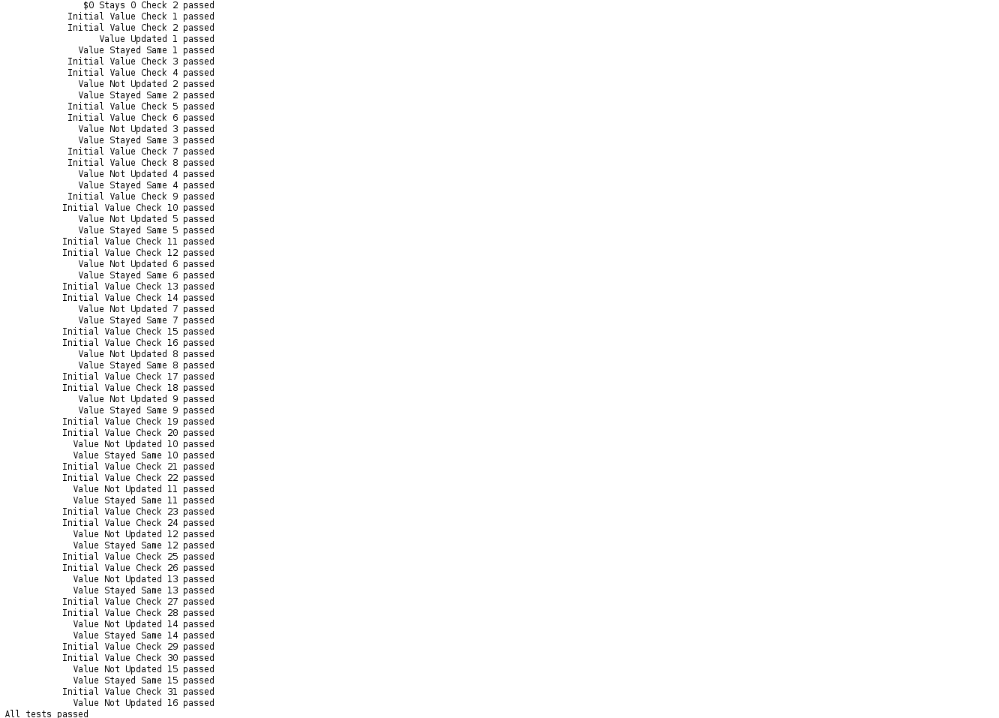 $0 Stays 0 Check 2 passed
Initial Value Check 1 passed
Initial Value Check 2 passed
Value Updated 1 passed
Value Stayed Same 1 passed
Initial Value Check 3 passed
Initial Value Check 4 passed
Value Not Updated 2 passed
Value Stayed Same 2 passed
Initial Value Check 5 passed
Initial Value Check 6 passed
Value Not Updated 3 passed
Value Stayed Same 3 passed
Initial Value Check 7 passed
Initial Value Check 8 passed
Value Not Updated 4 passed
Value Stayed Same 4 passed
Initial Value Check 9 passed
Initial Value Check 10 passed
Value Not Updated 5 passed
Value Stayed Same 5 passed
Initial Value Check 11 passed
Initial Value Check 12 passed
Value Not Updated 6 passed
Value Stayed Same 6 passed
Initial Value Check 13 passed
Initial Value Check 14 passed
Value Not Updated 7 passed
Value Stayed Same 7 passed
Initial Value Check 15 passed
Initial Value Check 16 passed
Value Not Updated 8 passed
Value Stayed Same 8 passed
Initial Value Check 17 passed
Initial Value Check 18 passed
Value Not Updated 9 passed
Value Stayed Same 9 passed
Initial Value Check 19 passed
Initial Value Check 20 passed
Value Not Updated 10 passed
Value Stayed Same 10 passed
Initial Value Check 21 passed
Initial Value Check 22 passed
Value Not Updated 11 passed
Value Stayed Same 11 passed
Initial Value Check 23 passed
Initial Value Check 24 passed
Value Not Updated 12 passed
Value Stayed Same 12 passed
Initial Value Check 25 passed
Initial Value Check 26 passed
Value Not Updated 13 passed
Value Stayed Same 13 passed
Initial Value Check 27 passed
Initial Value Check 28 passed
Value Not Updated 14 passed
Value Stayed Same 14 passed
Initial Value Check 29 passed
Initial Value Check 30 passed
Value Not Updated 15 passed
Value Stayed Same 15 passed
Initial Value Check 31 passed
Value Not Updated 16 passed
All tests passed